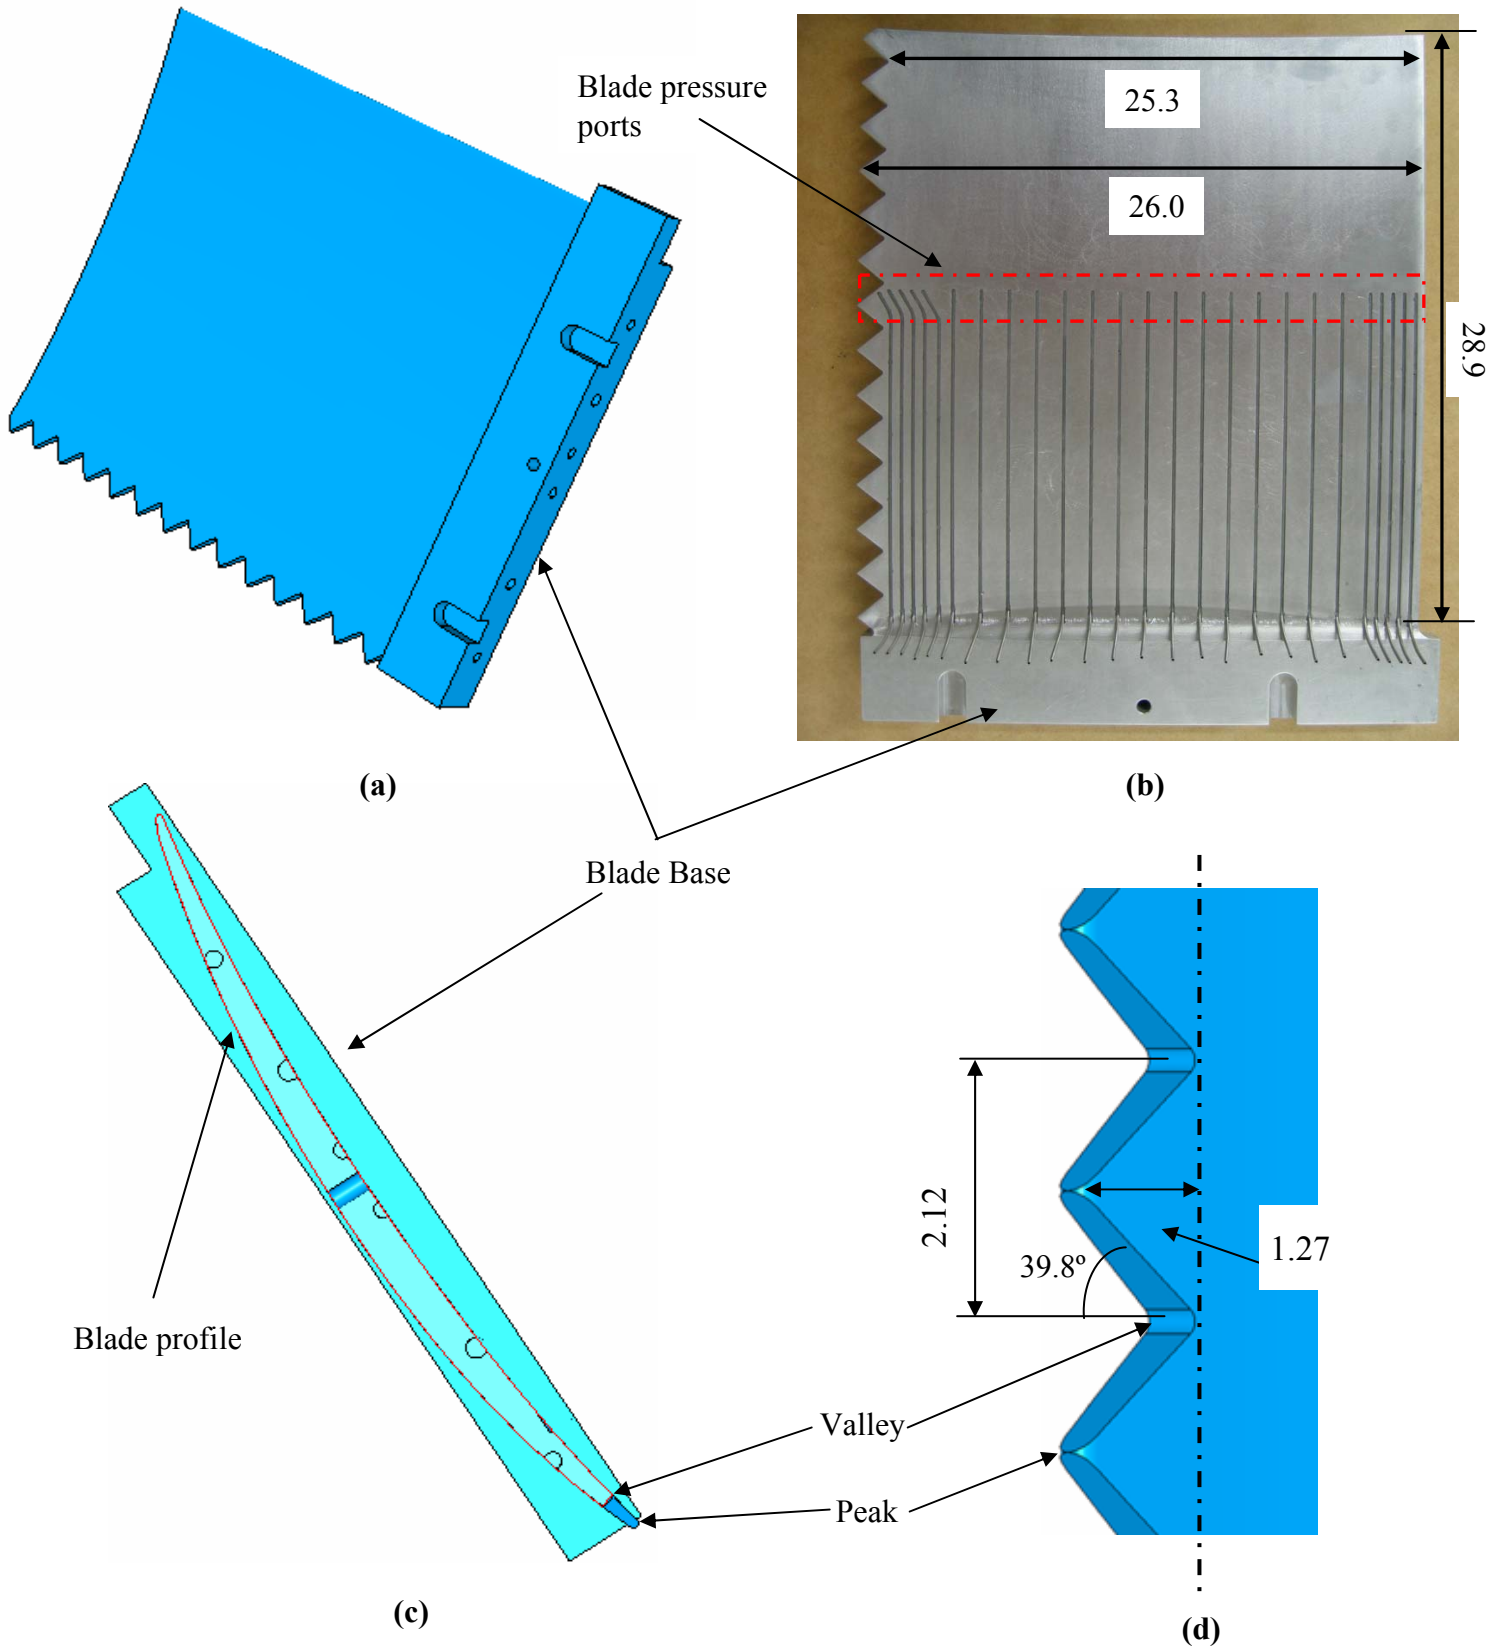 Blade pressure
ports
25.3
26.0
28.9
(a)
(b)
Blade Base
Blade profile
2.12
39.8º
1.27
Valley
Peak
(c)
(d)